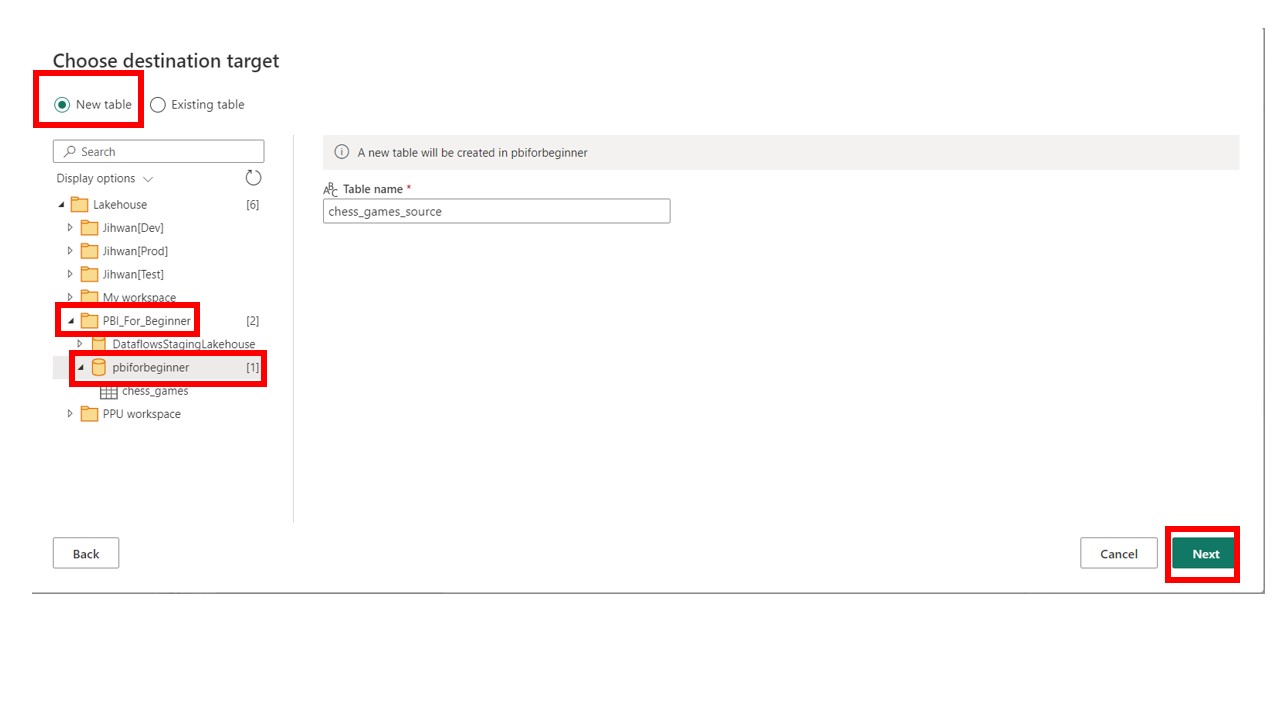 Choose destination target
New table Existing table
Search
Display options
Lakehouse [6]
Jihwan[Dev]
Jihwan[Prod]
Jihwan[Test]
My workspace
PBI_For_Beginner [2]
DataflowsStagingLakehouse
pbiforbeginner [1]
chess_games
PPU workspace
A new table will be created in pbiforbeginner
ABC Table name *
chess_games_source
Back
Cancel
Next